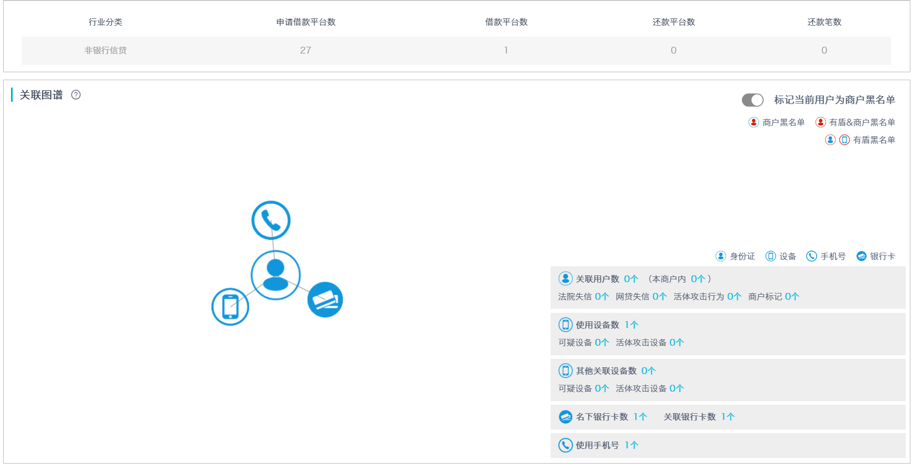 行业分类 申请借款平台数 借款平台数 还款平台数 还款笔数
非银行信贷 27 1 0 0
关联图谱 ?
标记当前用户为商户黑名单
商户黑名单 有盾&商户黑名单
有盾黑名单
身份证 设备 手机号 银行卡
关联用户数 0个 （本商户内 0个）
法院失信 0个 网贷失信 0个 活体攻击行为 0个 商户标记 0个
使用设备数 1个
可疑设备 0个 活体攻击设备 0个
其他关联设备数 0个
可疑设备 0个 活体攻击设备 0个
名下银行卡数 1个 关联银行卡数 1个
使用手机号 1个